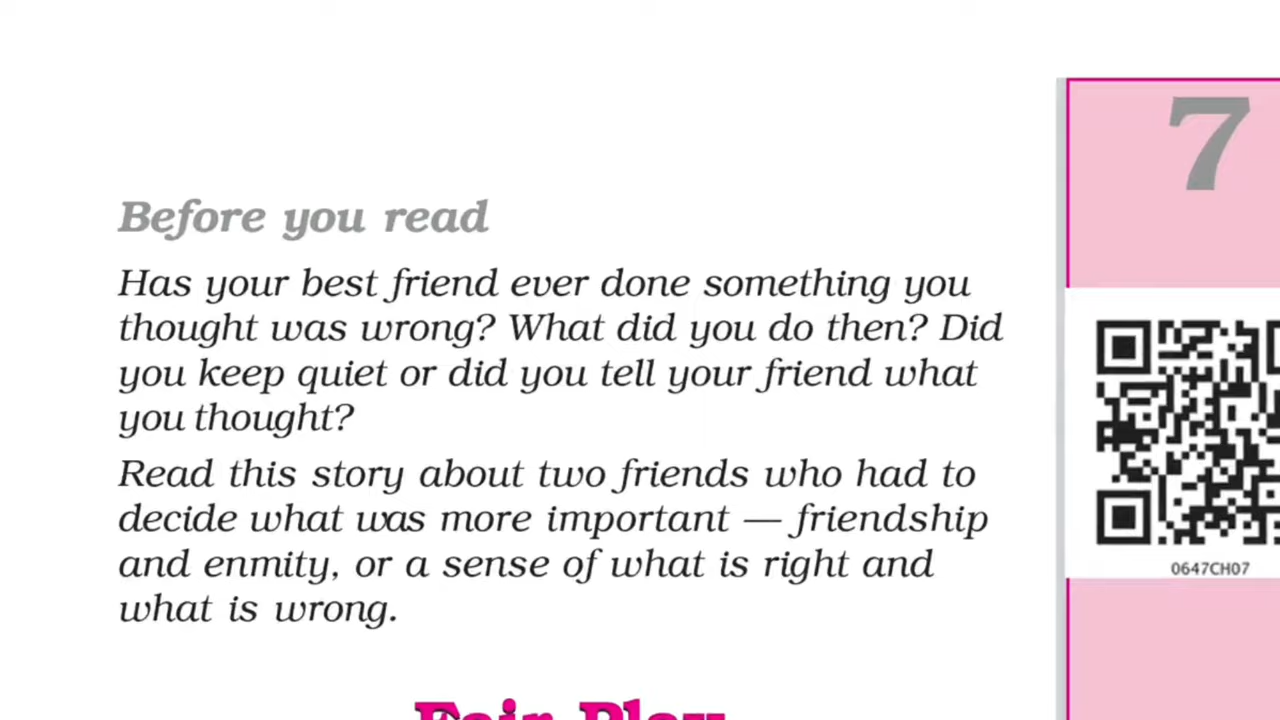 7
Before you read
Has your best friend ever done something you
thought was wrong? What did you do then? Did
you keep quiet or did you tell your friend what
you thought?
Read this story about two friends who had to
decide what was more important — friendship
and enmity, or a sense of what is right and
what is wrong.
0647CH07
Fair Play